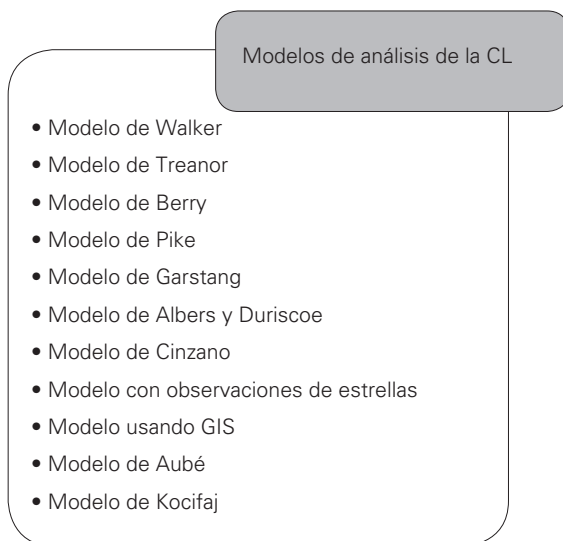 Modelos de análisis de la CL
• Modelo de Walker
• Modelo de Treanor
• Modelo de Berry
• Modelo de Pike
• Modelo de Garstang
• Modelo de Albers y Duriscoe
• Modelo de Cinzano
• Modelo con observaciones de estrellas
• Modelo usando GIS
• Modelo de Aubé
• Modelo de Kocifaj